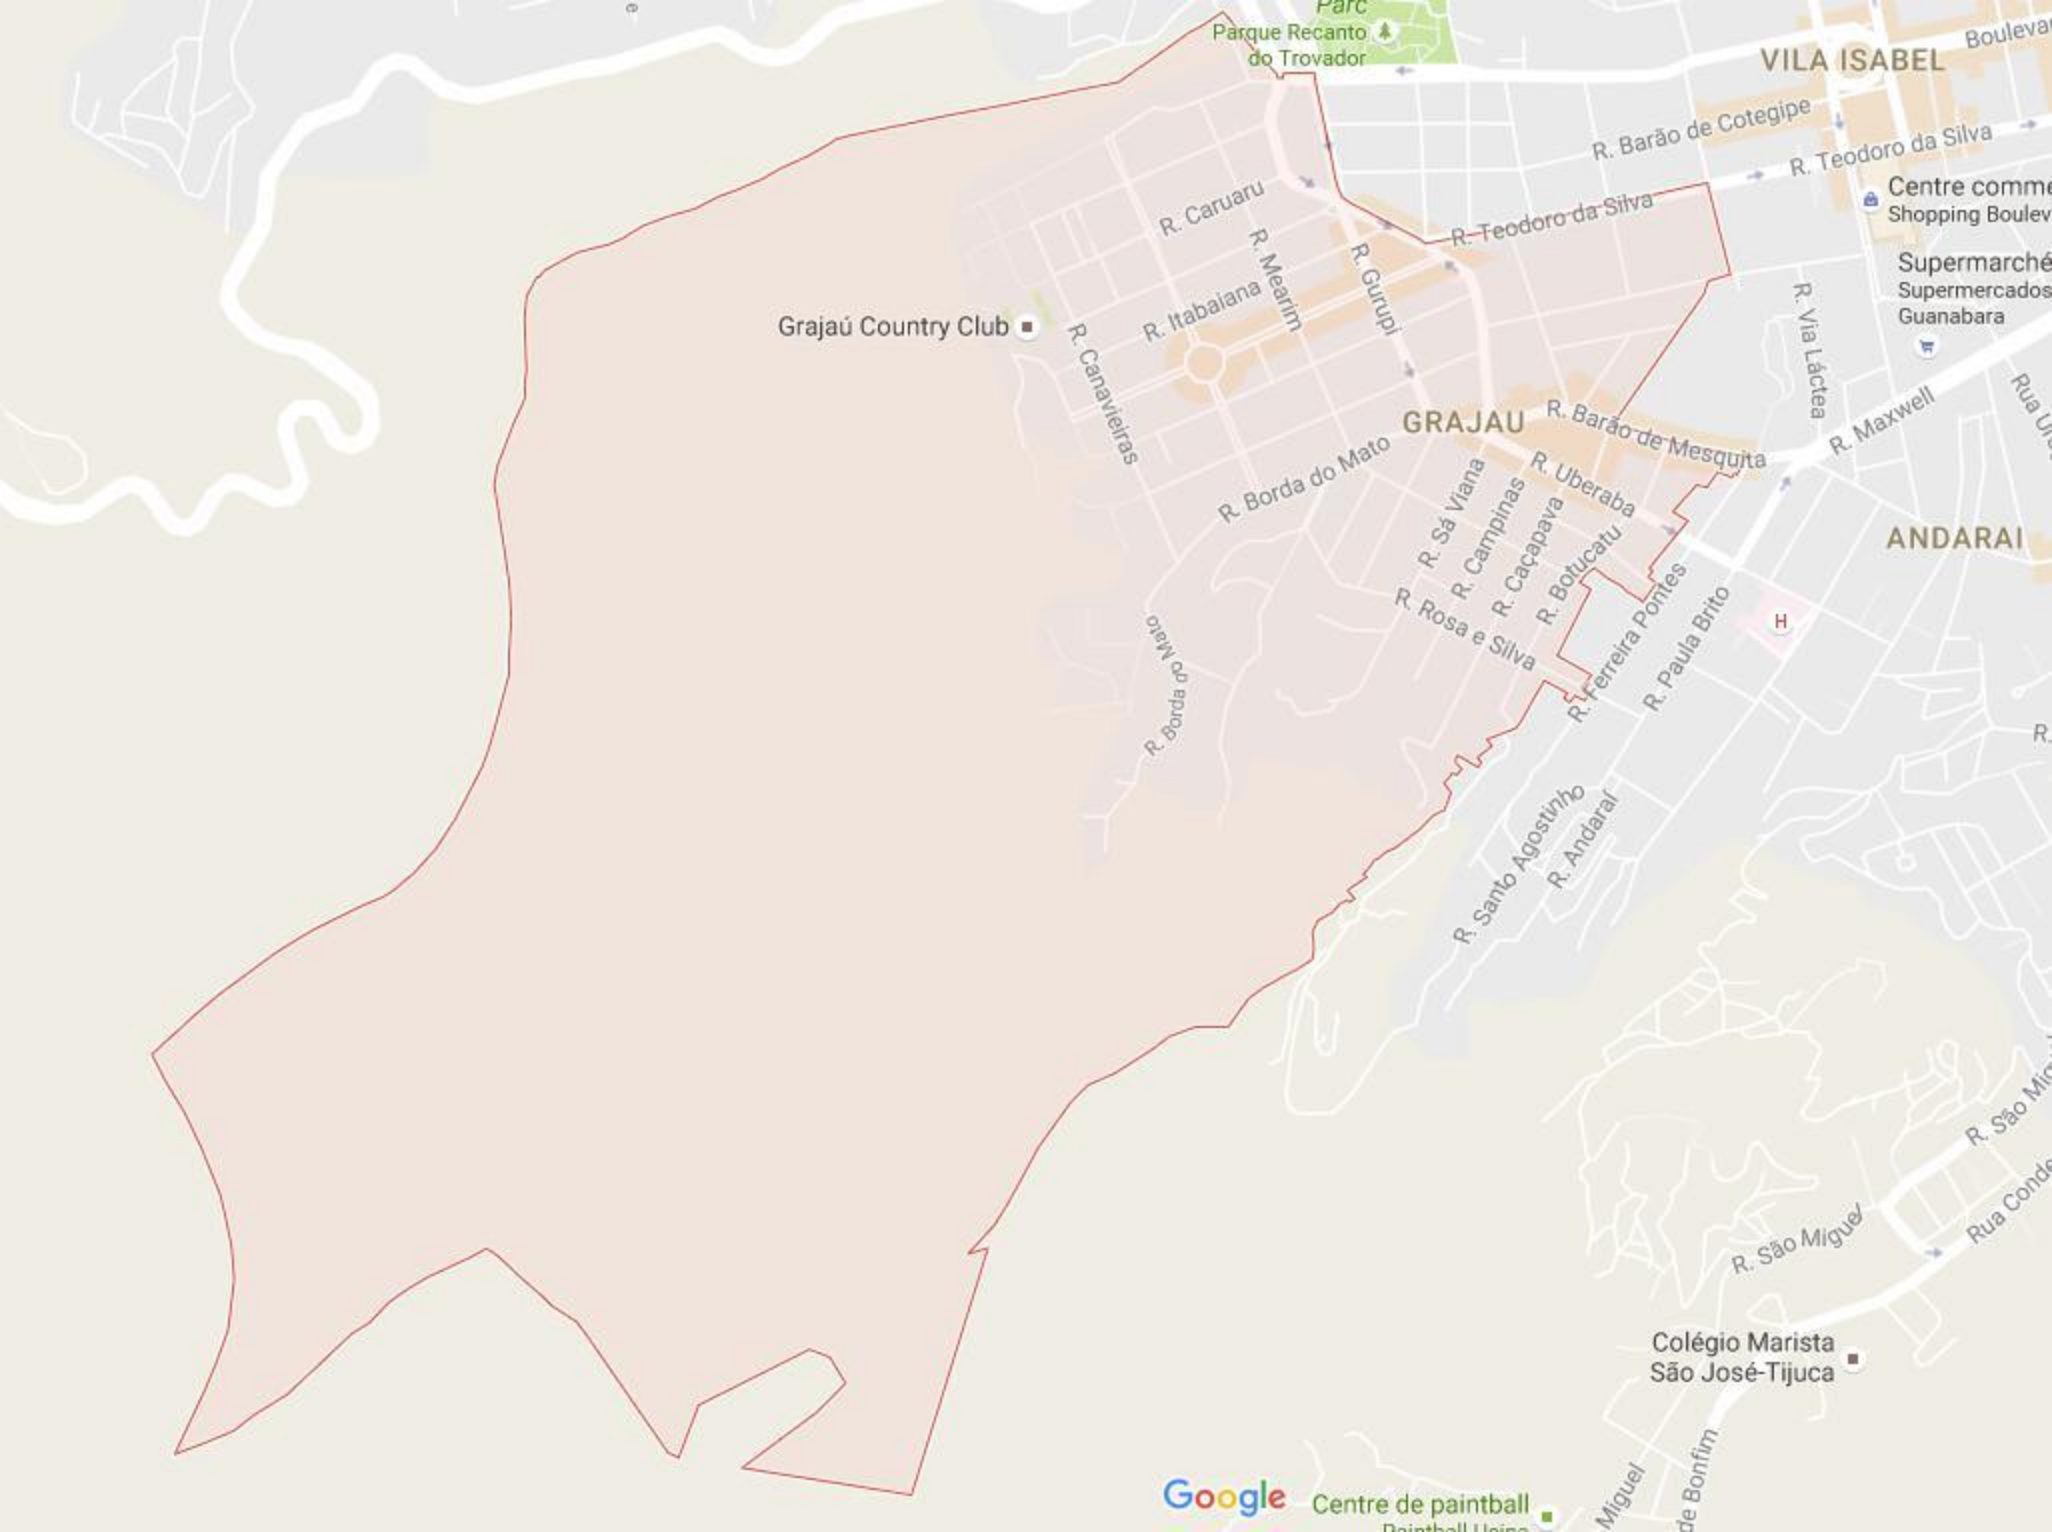 Parc
Parque Recanto
do Trovador
VILA ISABEL
R. Barão de Cotegipe
R. Teodoro da Silva
Centre comme
Shopping Boulev
R. Caruaru
R. Teodoro da Silva
R. Mearim
R. Gurupi
Supermarché
Supermercados
Guanabara
R. Via Láctea
R. Itabaiana
Grajaú Country Club
R. Canavieiras
GRAJAU
R. Barão de Mesquita
R. Maxwell
R. Borda do Mato
R. Uberaba
R. Sá Viana
R. Campinas
R. Caçapava
R. Botucatu
ANDARAI
R. Rosa e Silva
R. Ferreira Pontes
R. Paula Brito
H
R. Borda do Mato
R.
R. Santo Agostinho
R. Andaraí
R. São Mig
R. São Miguel
Rua Conde
Colégio Marista
São José-Tijuca
Google
Centre de paintball
Miguel
de Bonfim